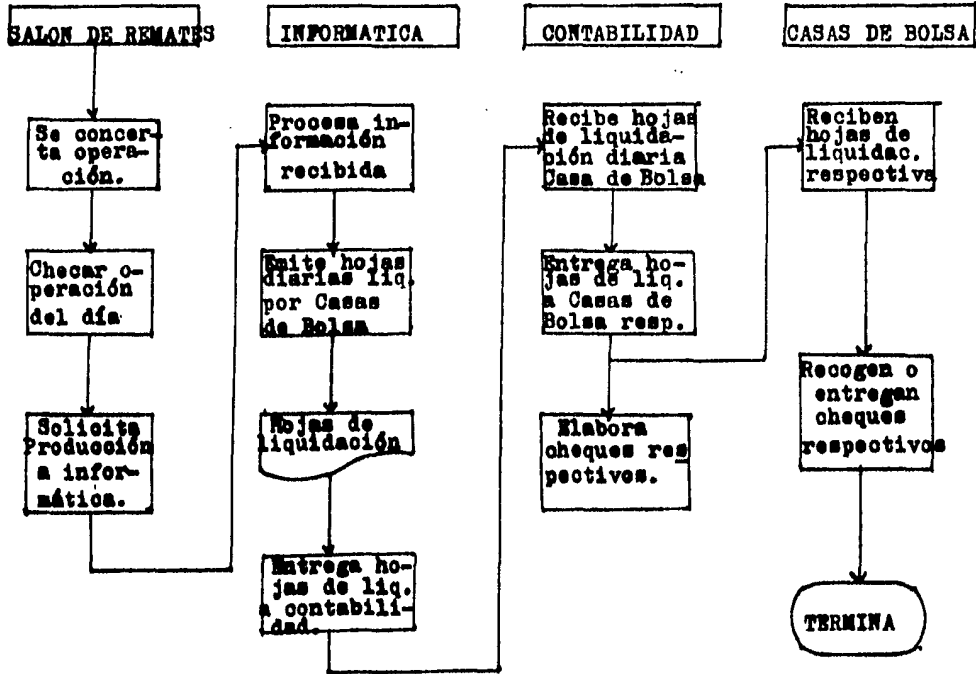 SALON DE REMATES
INFORMATICA
CONTABILIDAD
CASAS DE BOLSA
Se concer-
ta opera-
ción.
Checar o-
peración
del día
Solicita
Producción
a infor-
mática.
Procesa in-
formación
recibida
Emite hojas
diarias liq.
por Casas
de Bolsa
Hojas de
liquidación
Entrega ho-
jas de liq.
a contabili-
dad.
Recibe hojas
de liquida-
ción diaria
Casa de Bolsa
Entrega ho-
jas de liq.
a Casas de
Bolsa resp.
Elabora
cheques res
pectivos.
Reciben
hojas de
liquidac.
respectiva
Recogen o
entregan
cheques
respectivos
TERMINA